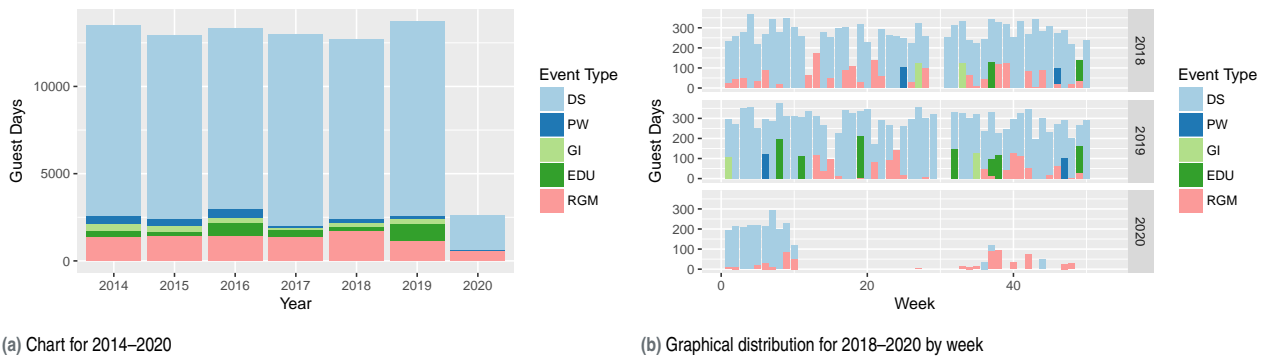 Guest Days
10000
5000
0
2014 2015 2016 2017 2018 2019 2020
Year
Event Type
DS
PW
GI
EDU
RGM
(a) Chart for 2014–2020
Guest Days
300
200
100
0
2018
300
200
100
0
2019
300
200
100
0
2020
0 20 40
Week
Event Type
DS
PW
GI
EDU
RGM
(b) Graphical distribution for 2018–2020 by week